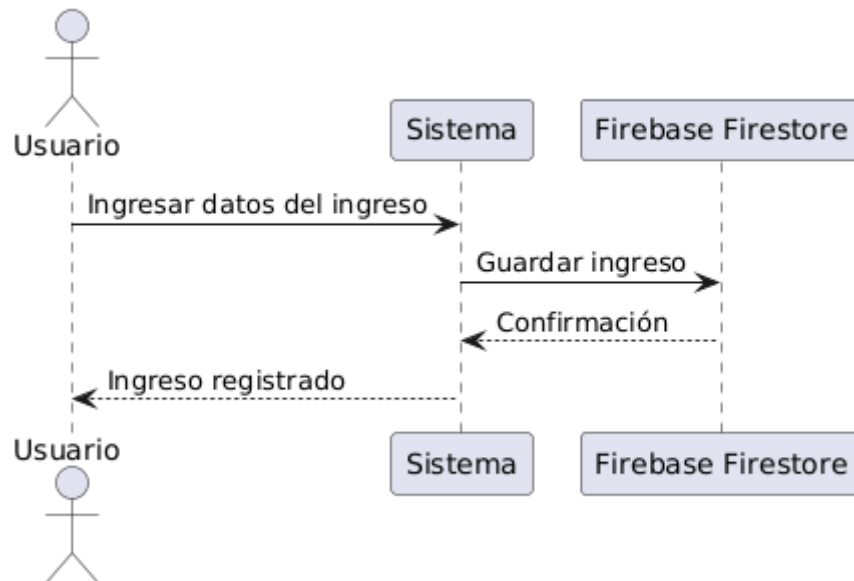 Usuario
Sistema
Firebase Firestore
Ingresar datos del ingreso
Guardar ingreso
Confirmación
Ingreso registrado
Usuario
Sistema
Firebase Firestore